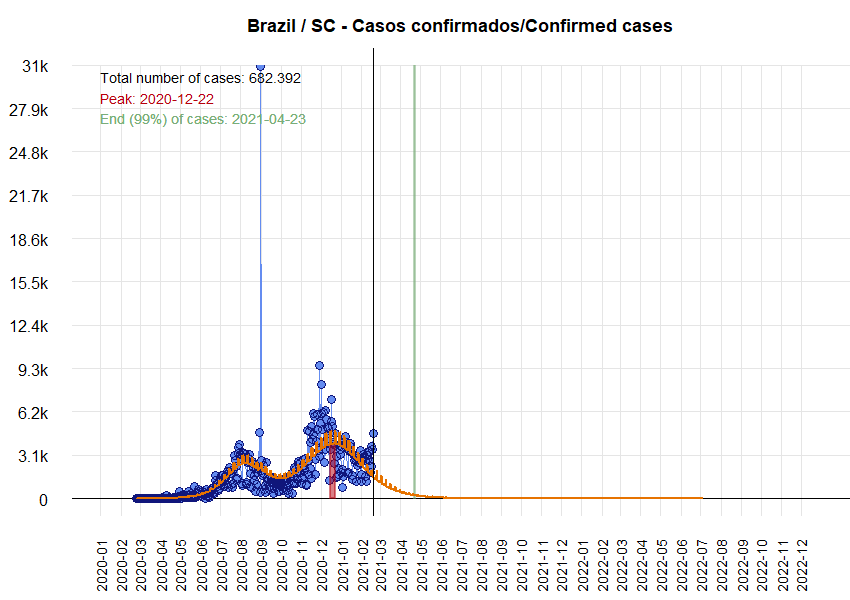 Brazil / SC - Casos confirmados/Confirmed cases
31k
Total number of cases: 682.392
Peak: 2020-12-22
End (99%) of cases: 2021-04-23
27.9k
24.8k
21.7k
18.6k
15.5k
12.4k
9.3k
6.2k
3.1k
0
2020-01
2020-02
2020-03
2020-04
2020-05
2020-06
2020-07
2020-08
2020-09
2020-10
2020-11
2020-12
2021-01
2021-02
2021-03
2021-04
2021-05
2021-06
2021-07
2021-08
2021-09
2021-10
2021-11
2021-12
2022-01
2022-02
2022-03
2022-04
2022-05
2022-06
2022-07
2022-08
2022-09
2022-10
2022-11
2022-12